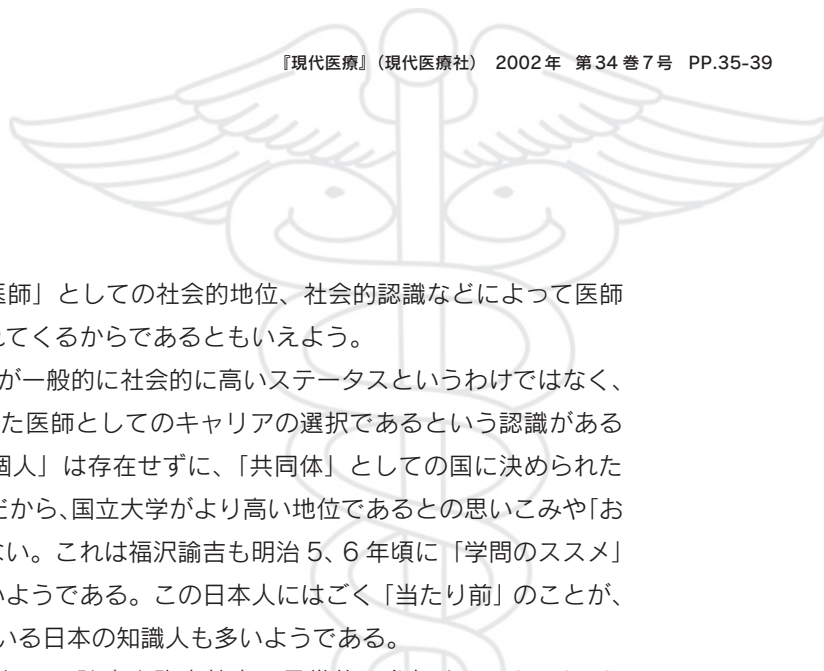 『現代医療』（現代医療社） 2002年 第34巻7号 PP.35-39
医師」としての社会的地位、社会的認識などによって医師
れてくるからであるともいえよう。
が一般的に社会的に高いステータスというわけではなく、
た医師としてのキャリアの選択であるという認識がある
個人」は存在せずに、「共同体」としての国に決められた
だから、国立大学がより高い地位であるとの思いこみや「お
ない。これは福沢諭吉も明治5、6年頃に「学問のススメ」
いようである。この日本人にはごく「当たり前」のことが、
いる日本の知識人も多いようである。